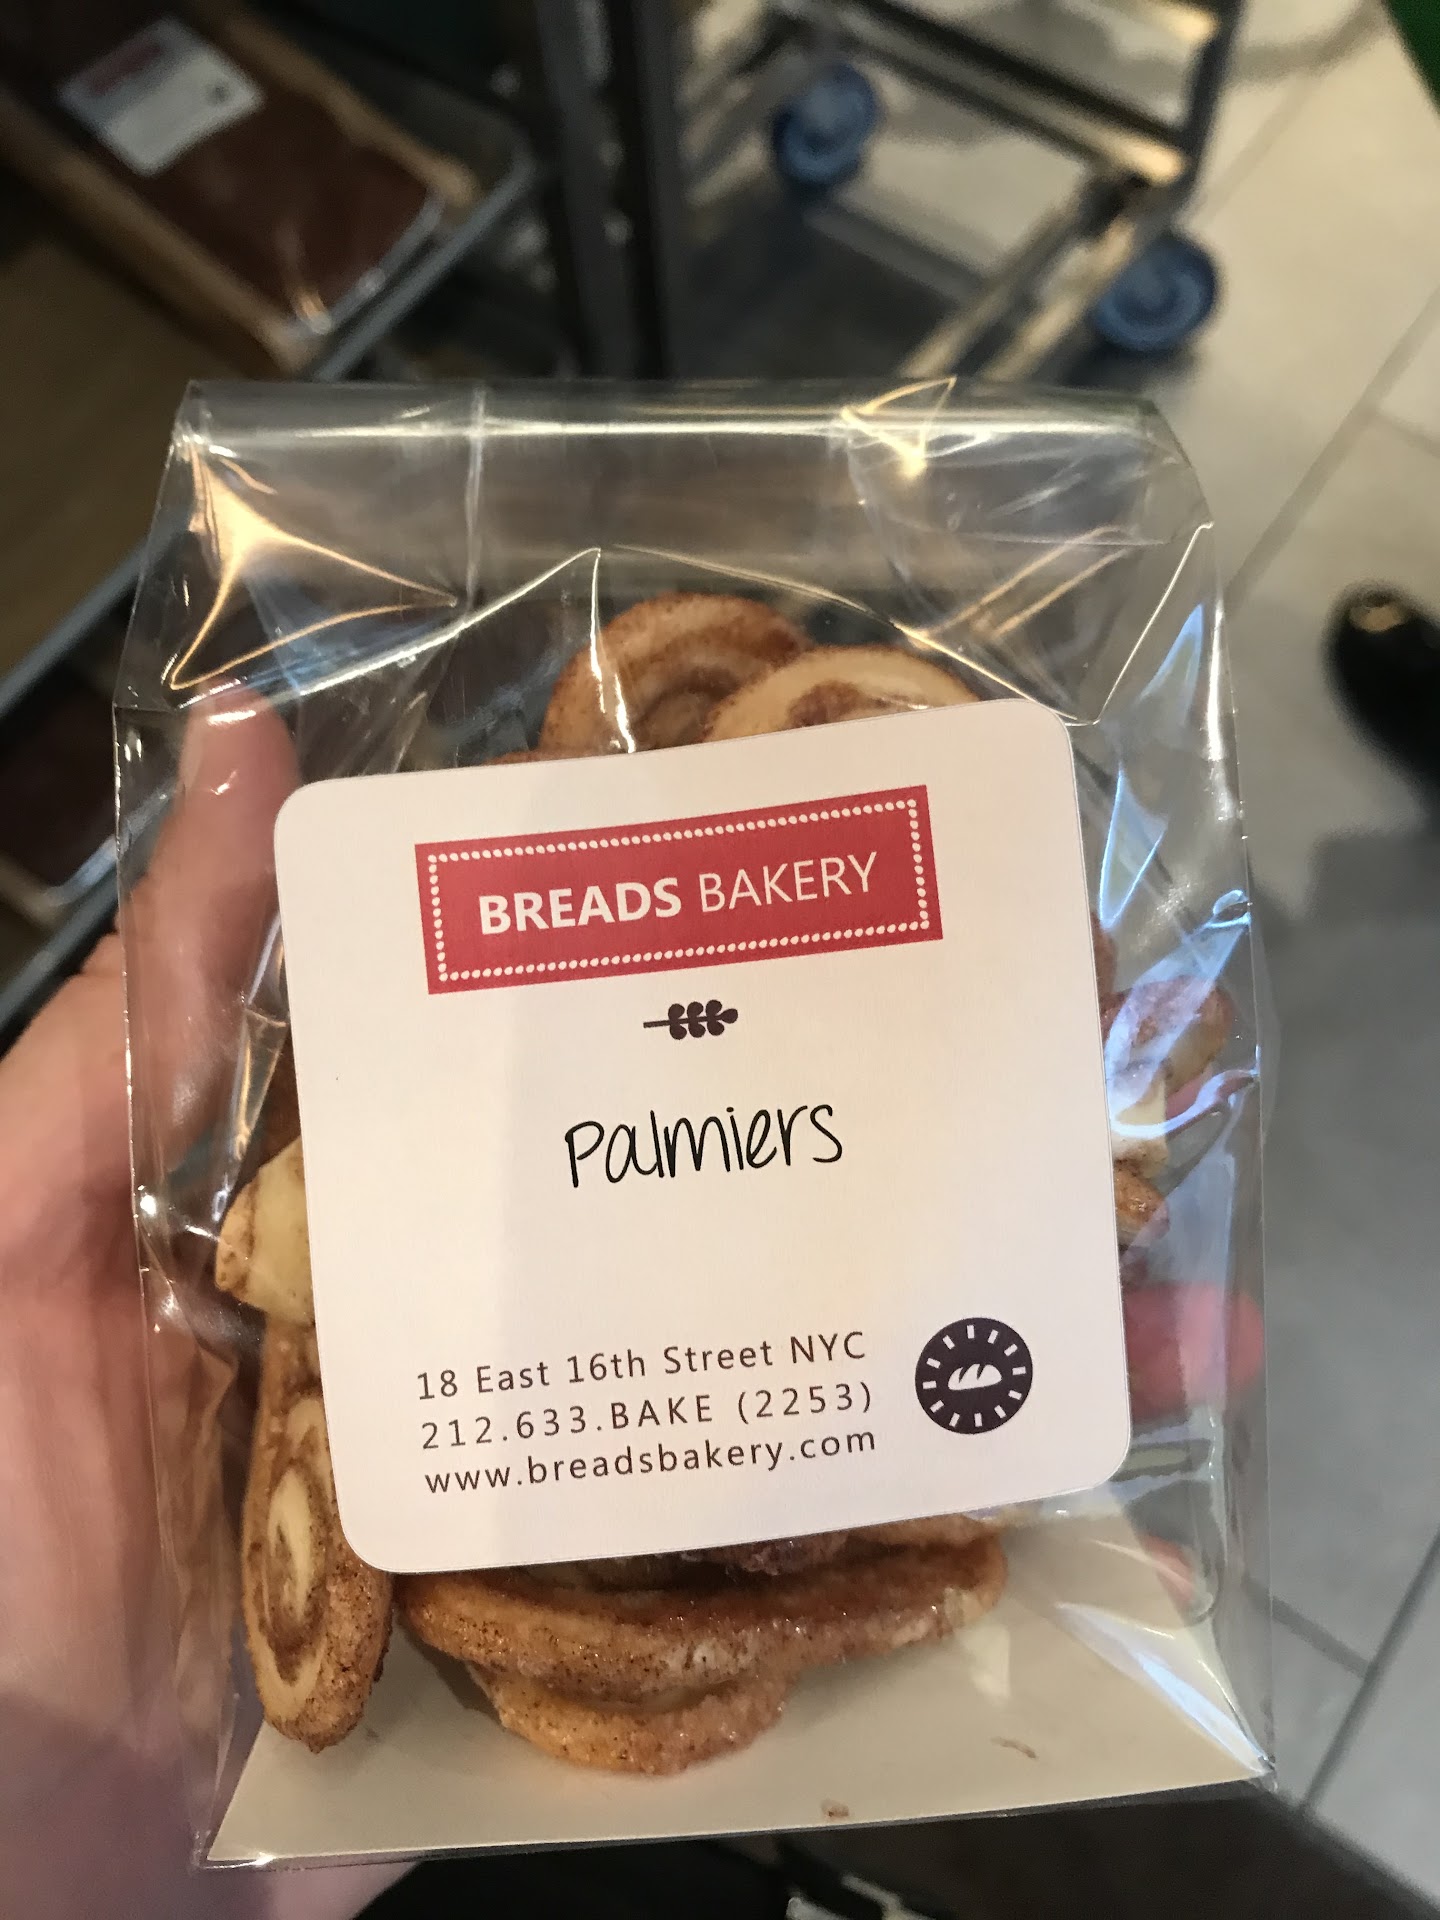 BREADS BAKERY
Palmiers
18 East 16th Street NYC
212.633.BAKE (2253)
www.breadsbakery.com